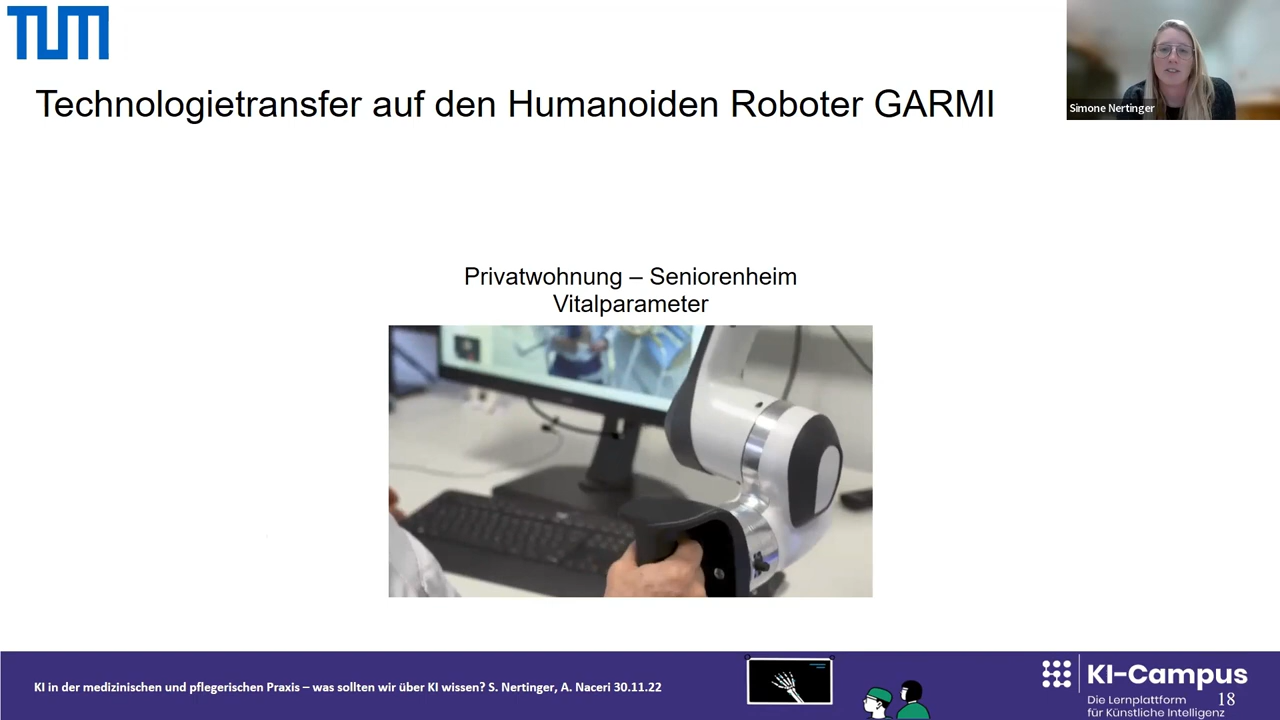 TUM
Simone Nertinger
Technologietransfer auf den Humanoiden Roboter GARMI
Privatwohnung – Seniorenheim
Vitalparameter
KI in der medizinischen und pflegerischen Praxis – was sollten wir über KI wissen? S. Nertinger, A. Naceri 30.11.22
KI-Campus
Die Lernplattform
für Künstliche Intelligenz
18